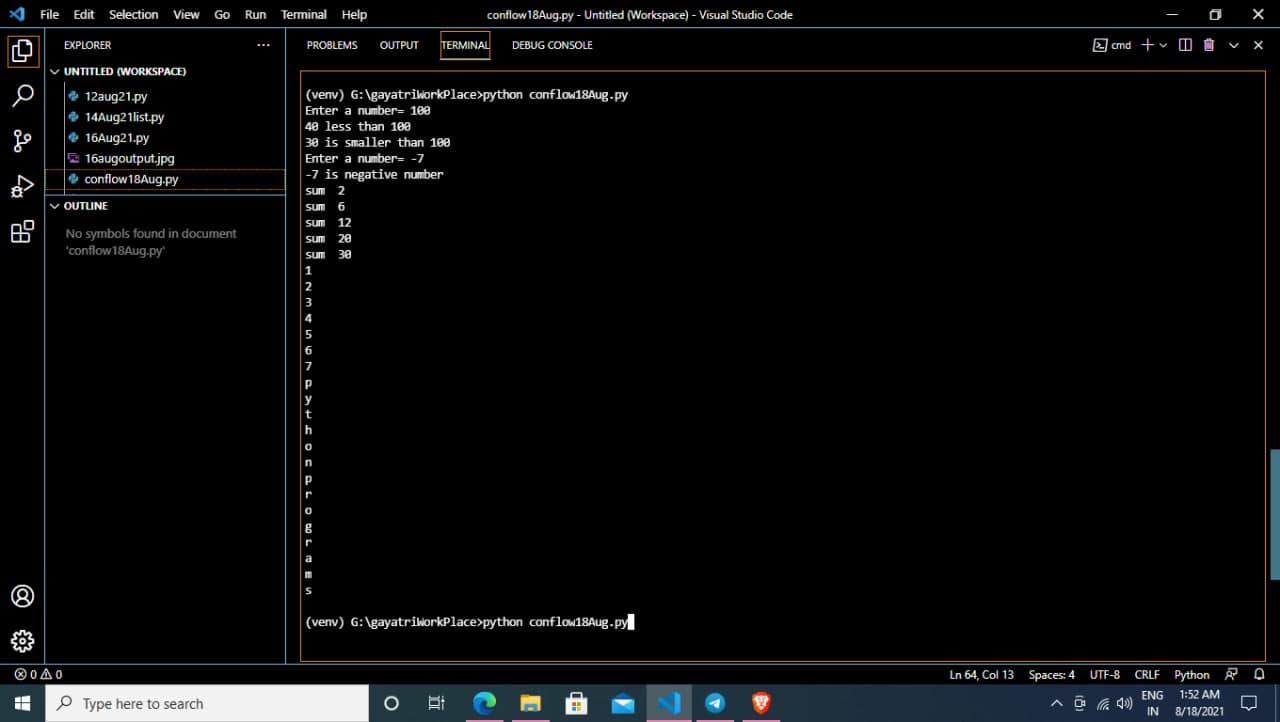 File Edit Selection View Go Run Terminal Help conflow18Aug.py - Untitled (Workspace) - Visual Studio Code
EXPLORER
UNTITLED (WORKSPACE)
12aug21.py
14Aug21list.py
16Aug21.py
16augoutput.jpg
conflow18Aug.py
OUTLINE
No symbols found in document
'conflow18Aug.py'
PROBLEMS OUTPUT TERMINAL DEBUG CONSOLE cmd
(venv) G:\gayatriWorkPlace>python conflow18Aug.py
Enter a number= 100
40 less than 100
30 is smaller than 100
Enter a number= -7
-7 is negative number
sum  2
sum  6
sum  12
sum  20
sum  30
1
2
3
4
5
6
7
p
y
t
h
o
n
p
r
o
g
r
a
m
s
(venv) G:\gayatriWorkPlace>python conflow18Aug.py
0 0 Ln 64, Col 13 Spaces: 4 UTF-8 CRLF Python
Type here to search
ENG
IN
1:52 AM
8/18/2021